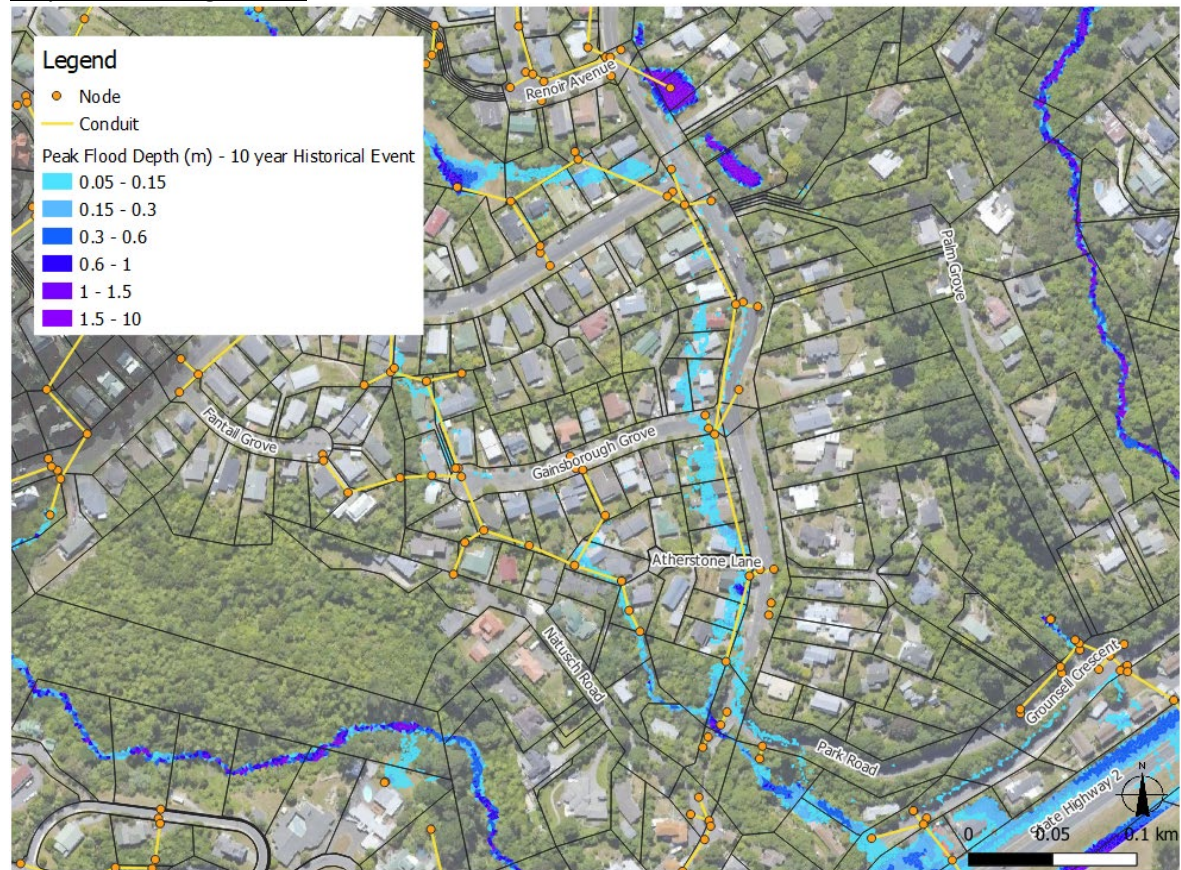 Legend
Node
Conduit
Peak Flood Depth (m) - 10 year Historical Event
0.05 - 0.15
0.15 - 0.3
0.3 - 0.6
0.6 - 1
1 - 1.5
1.5 - 10
Renoir Avenue
Palm Grove
Fantail Grove
Gainsborough Grove
Atherstone Lane
Natusch Road
Grounsell Crescent
Park Road
State Highway 2
N
0 0.05 0.1 km